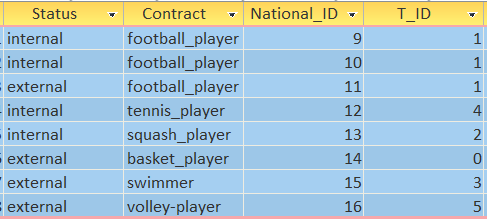 Status Contract National_ID T_ID
internal football_player 9 1
internal football_player 10 1
external football_player 11 1
internal tennis_player 12 4
internal squash_player 13 2
external basket_player 14 0
external swimmer 15 3
external volley-player 16 5